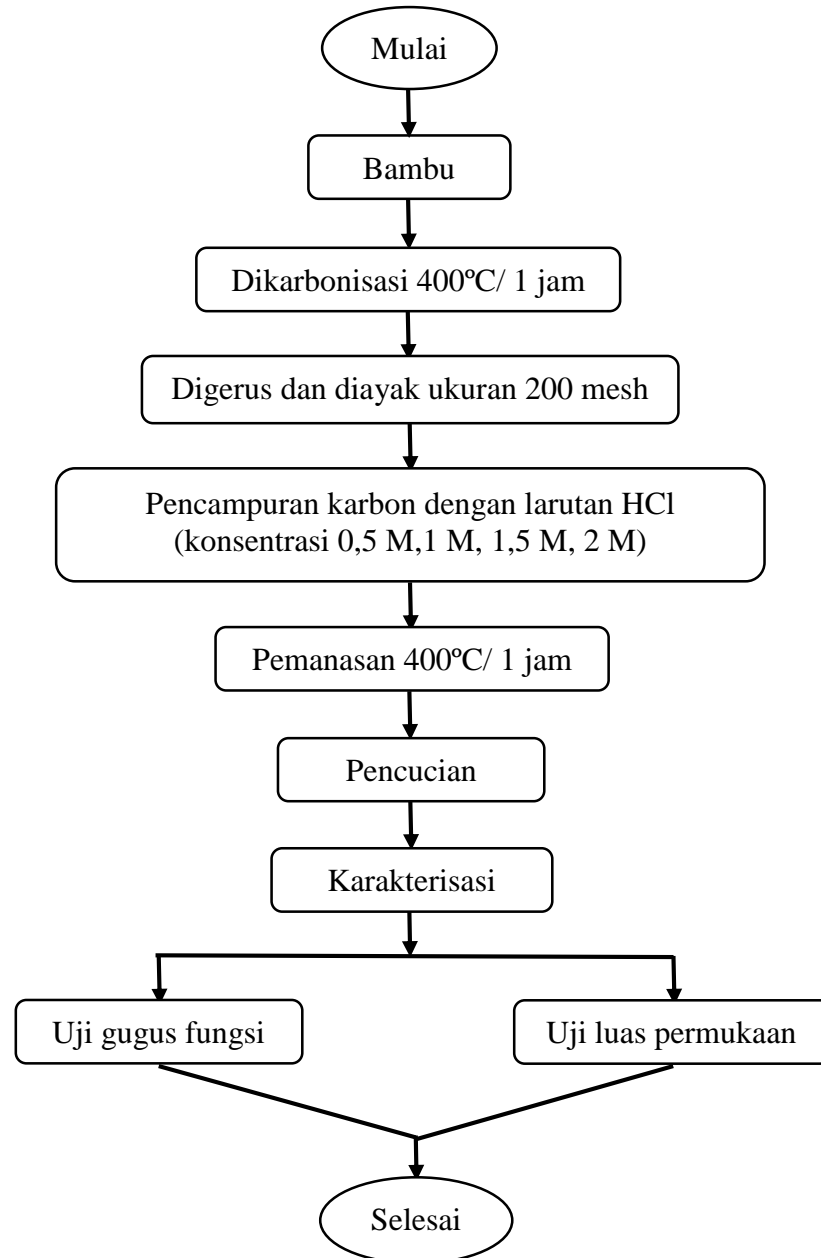 Mulai
Bambu
Dikarbonisasi 400ºC/ 1 jam
Digerus dan diayak ukuran 200 mesh
Pencampuran karbon dengan larutan HCl
(konsentrasi 0,5 M,1 M, 1,5 M, 2 M)
Pemanasan 400ºC/ 1 jam
Pencucian
Karakterisasi
Uji gugus fungsi
Uji luas permukaan
Selesai